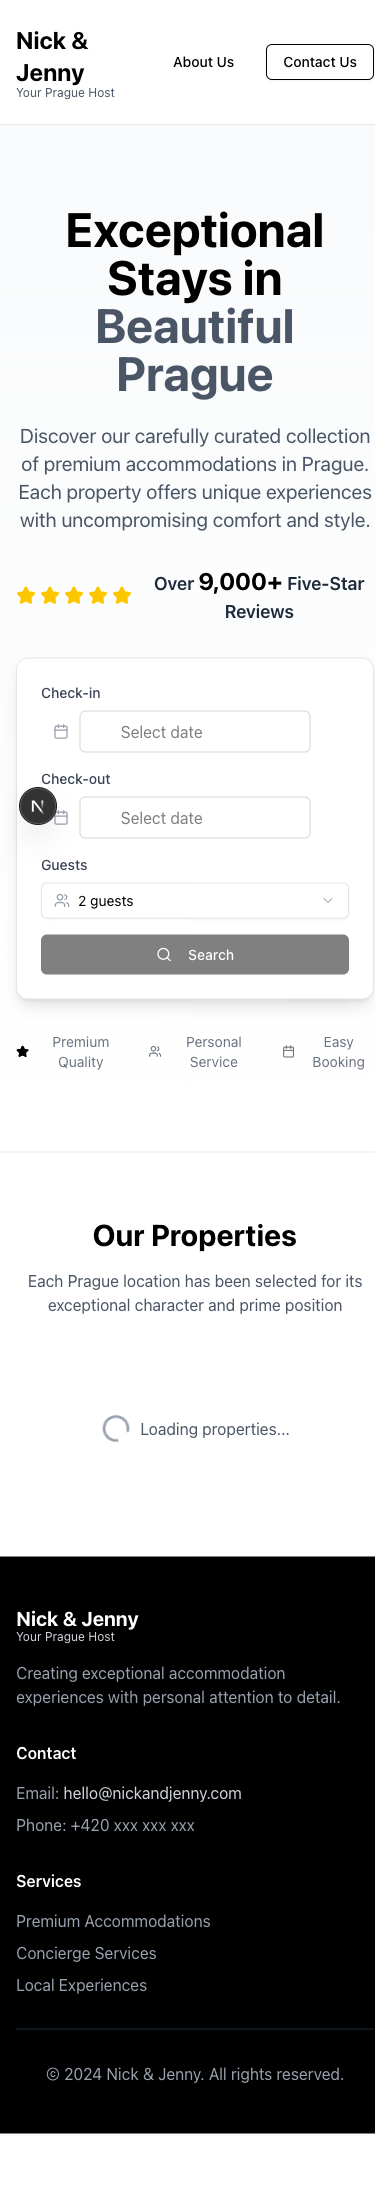 Nick &
Jenny
Your Prague Host
About Us
Contact Us
Exceptional
Stays in
Beautiful
Prague
Discover our carefully curated collection
of premium accommodations in Prague.
Each property offers unique experiences
with uncompromising comfort and style.
Over 9,000+ Five-Star
Reviews
Check-in
Select date
Check-out
N
Select date
Guests
2 guests
Search
Premium
Quality
Personal
Service
Easy
Booking
Our Properties
Each Prague location has been selected for its
exceptional character and prime position
Loading properties...
Nick & Jenny
Your Prague Host
Creating exceptional accommodation
experiences with personal attention to detail.
Contact
Email: hello@nickandjenny.com
Phone: +420 xxx xxx xxx
Services
Premium Accommodations
Concierge Services
Local Experiences
© 2024 Nick & Jenny. All rights reserved.